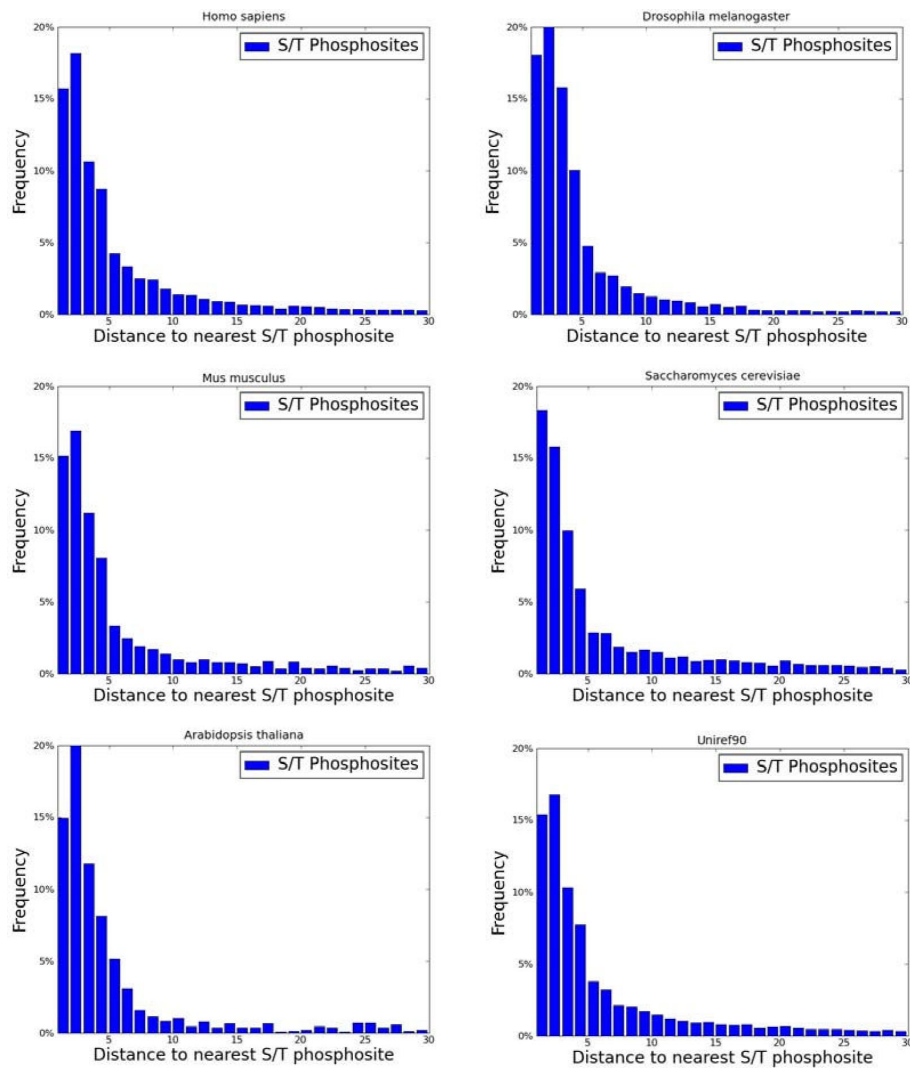 Homo sapiens
20%
15%
10%
5%
0%
Frequency
S/T Phosphosites
5 10 15 20 25 30
Distance to nearest S/T phosphosite
Drosophila melanogaster
20%
15%
10%
5%
0%
Frequency
S/T Phosphosites
5 10 15 20 25 30
Distance to nearest S/T phosphosite
Mus musculus
20%
15%
10%
5%
0%
Frequency
S/T Phosphosites
5 10 15 20 25 30
Distance to nearest S/T phosphosite
Saccharomyces cerevisiae
20%
15%
10%
5%
0%
Frequency
S/T Phosphosites
5 10 15 20 25 30
Distance to nearest S/T phosphosite
Arabidopsis thaliana
20%
15%
10%
5%
0%
Frequency
S/T Phosphosites
5 10 15 20 25 30
Distance to nearest S/T phosphosite
Uniref90
20%
15%
10%
5%
0%
Frequency
S/T Phosphosites
5 10 15 20 25 30
Distance to nearest S/T phosphosite